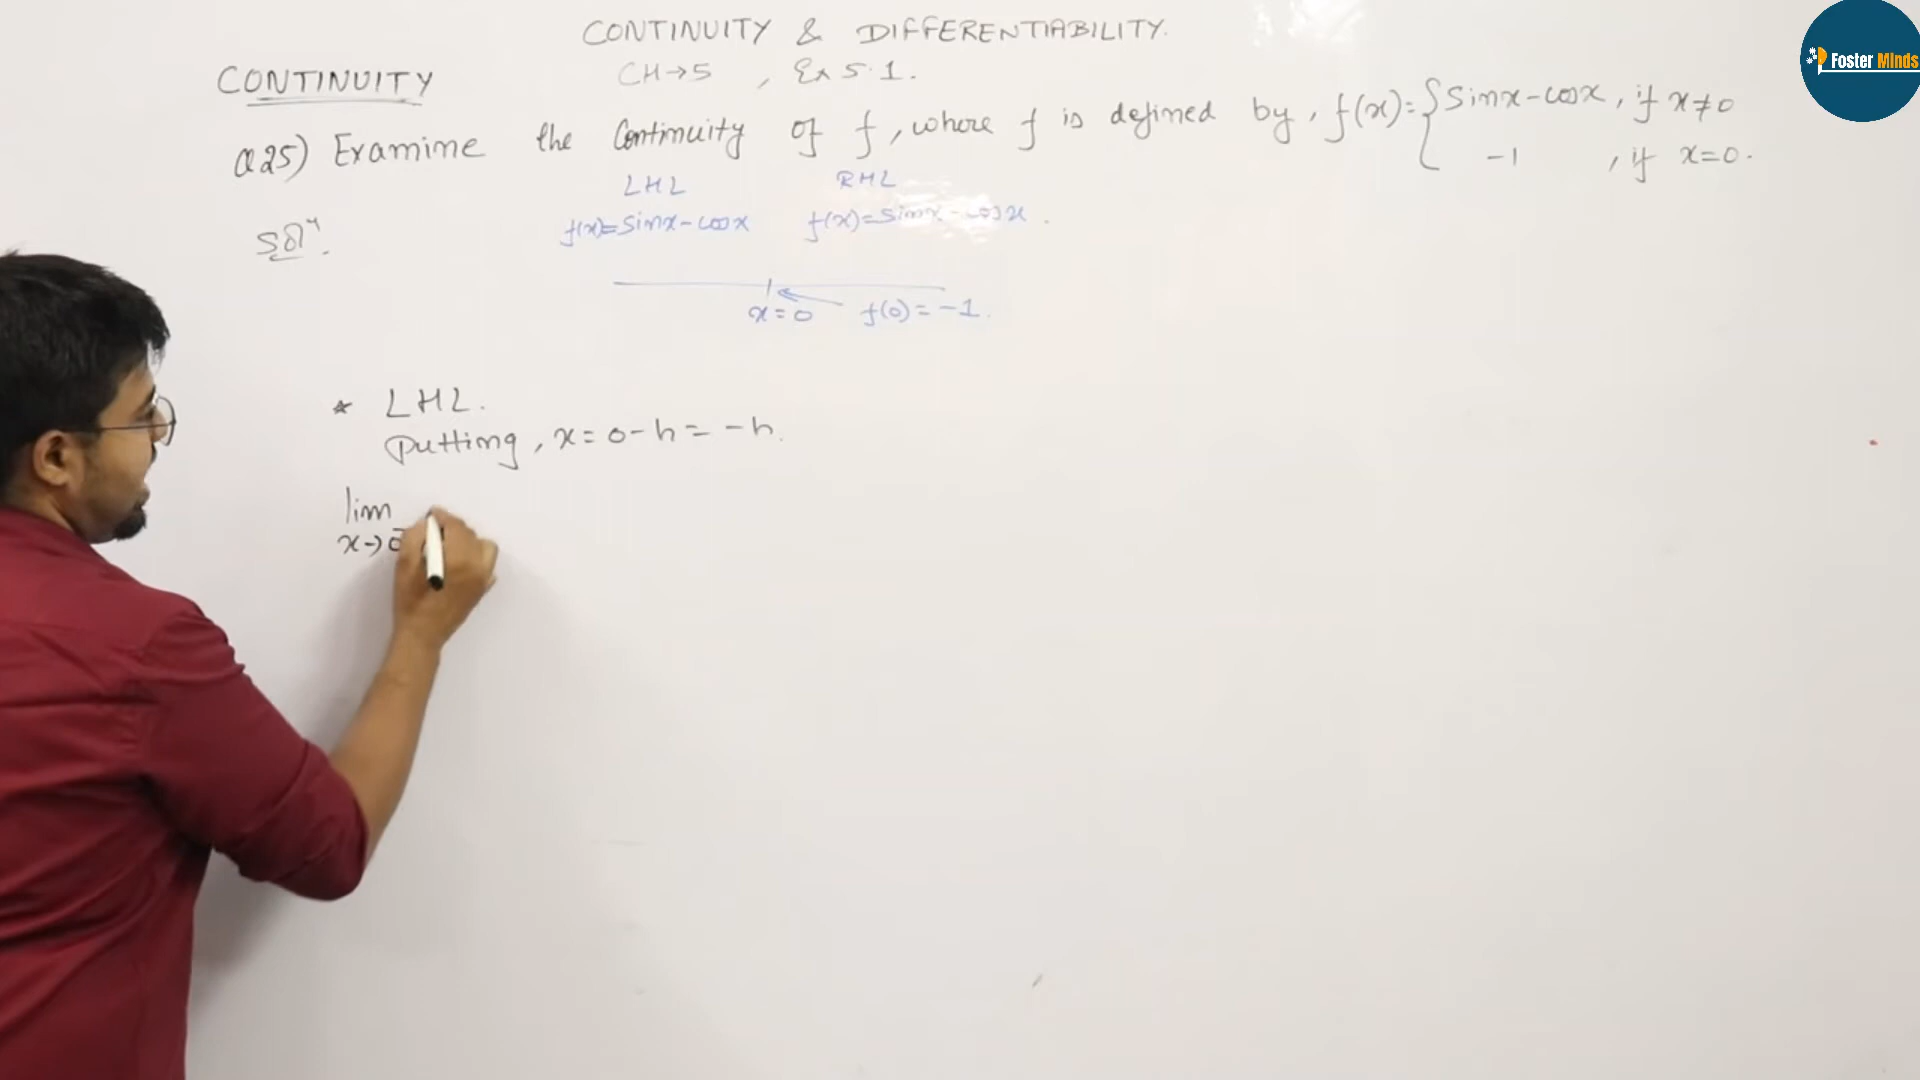 CONTINUITY & DIFFERENTIABILITY.
CH→5 , Ex 5.1.
CONTINUITY
Q25) Examine the Continuity of f, where f is defined by, f(x)= { sinx-cosx, if x≠0
-1 , if x=0.
LHL RHL
Solⁿ. f(x)=sinx-cosx f(x)=sinx-cosx.
x=0 f(0)=-1.
* LHL.
Putting, x=0-h=-h.
lim
x→0⁻
Foster Minds